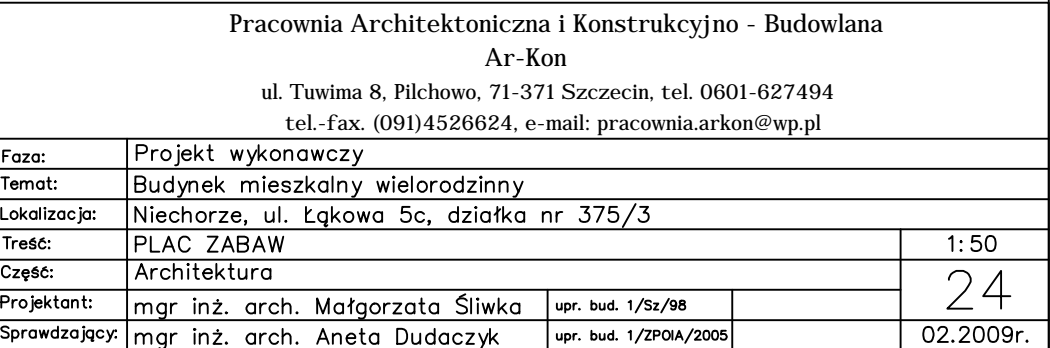 Pracownia Architektoniczna i Konstrukcyjno - Budowlana
Ar-Kon
ul. Tuwima 8, Pilchowo, 71-371 Szczecin, tel. 0601-627494
tel.-fax. (091)4526624, e-mail: pracownia.arkon@wp.pl
Faza: Projekt wykonawczy
Temat: Budynek mieszkalny wielorodzinny
Lokalizacja: Niechorze, ul. Łąkowa 5c, działka nr 375/3
Treść: PLAC ZABAW 1:50
Część: Architektura 24
Projektant: mgr inż. arch. Małgorzata Śliwka upr. bud. 1/Sz/98
Sprawdzający: mgr inż. arch. Aneta Dudaczyk upr. bud. 1/ZPOIA/2005 02.2009r.